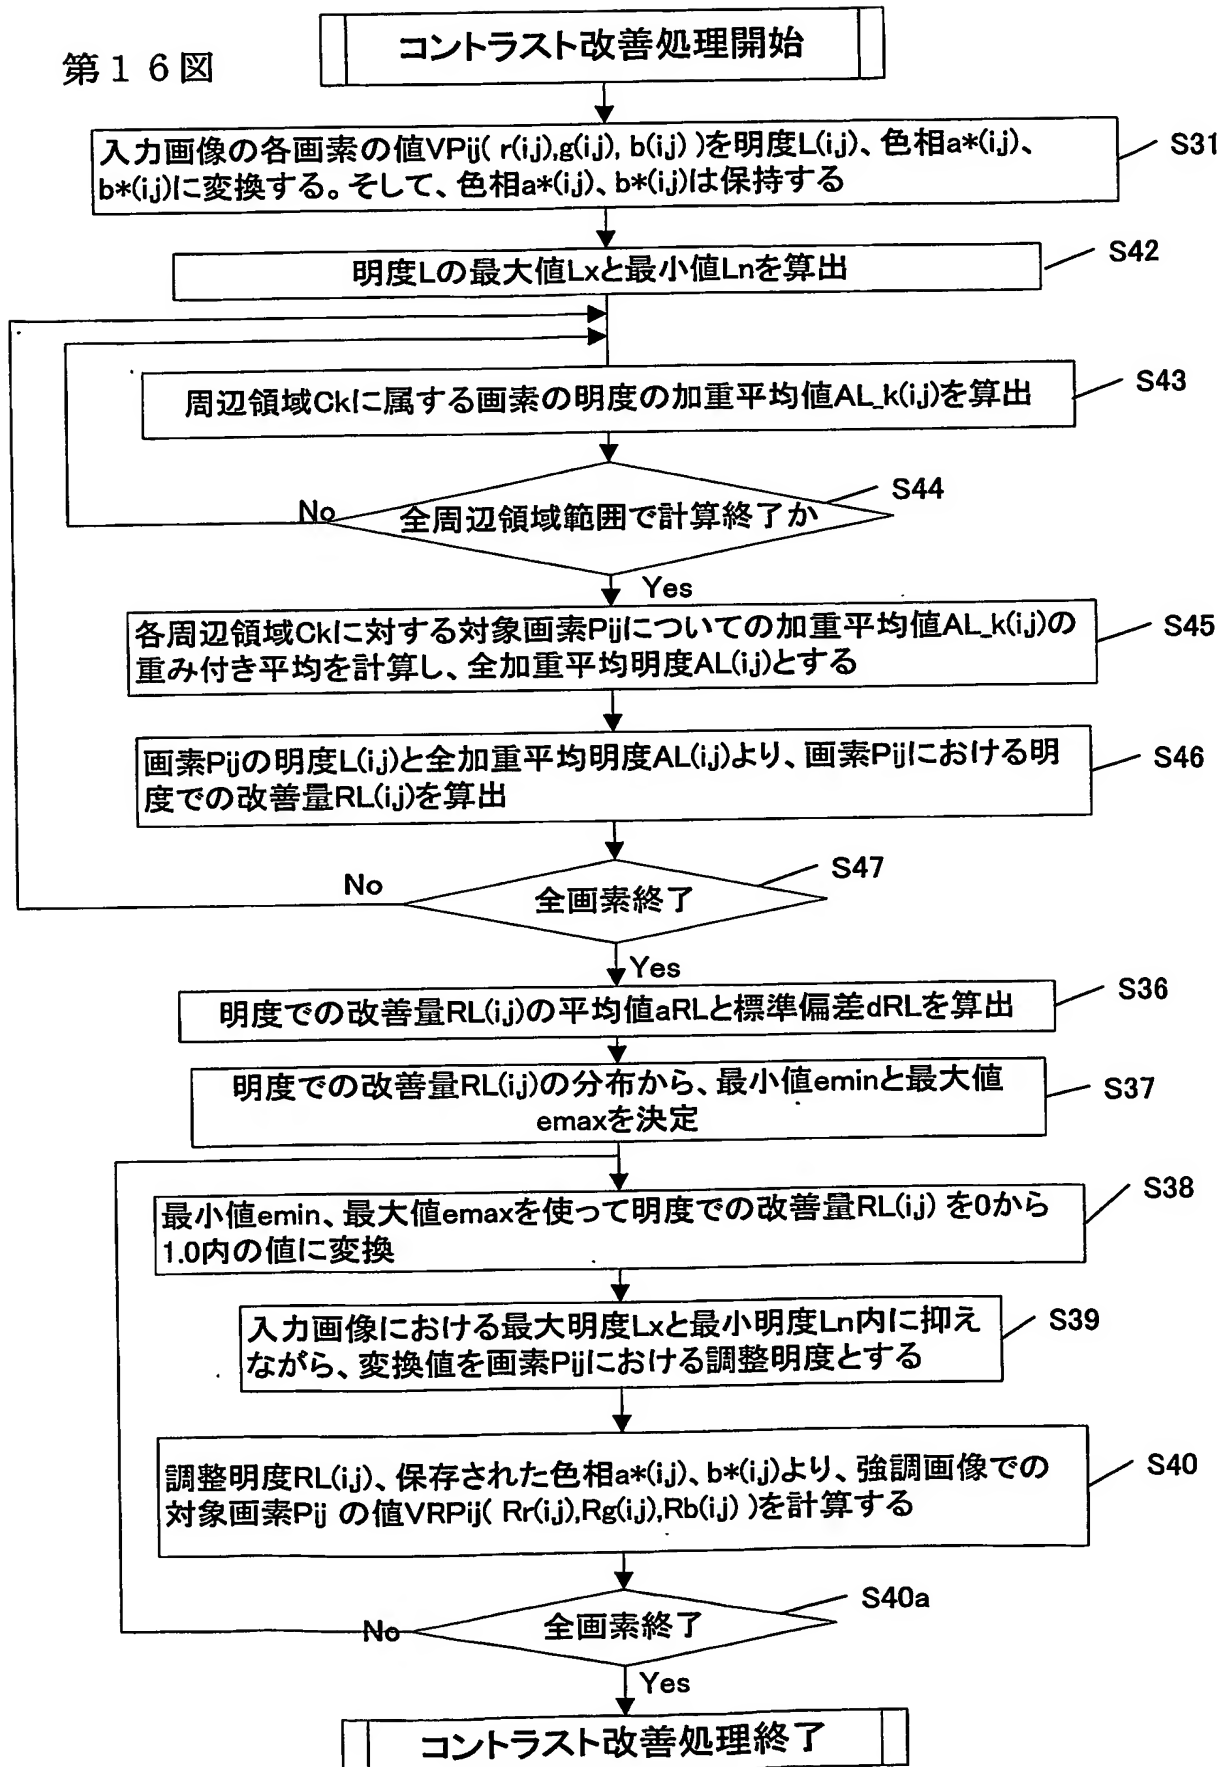 第16図
コントラスト改善処理開始
入力画像の各画素の値VPij( r(i,j),g(i,j), b(i,j) )を明度L(i,j)、色相a*(i,j)、
b*(i,j)に変換する。そして、色相a*(i,j)、b*(i,j)は保持する
S31
明度Lの最大値Lxと最小値Lnを算出
S42
周辺領域Ckに属する画素の明度の加重平均値AL_k(i,j)を算出
S43
全周辺領域範囲で計算終了か
S44
No
Yes
各周辺領域Ckに対する対象画素Pijについての加重平均値AL_k(i,j)の
重み付き平均を計算し、全加重平均明度AL(i,j)とする
S45
画素Pijの明度L(i,j)と全加重平均明度AL(i,j)より、画素Pijにおける明
度での改善量RL(i,j)を算出
S46
全画素終了
S47
No
Yes
明度での改善量RL(i,j)の平均値aRLと標準偏差dRLを算出
S36
明度での改善量RL(i,j)の分布から、最小値eminと最大値
emaxを決定
S37
最小値emin、最大値emaxを使って明度での改善量RL(i,j) を0から
1.0内の値に変換
S38
入力画像における最大明度Lxと最小明度Ln内に抑え
ながら、変換値を画素Pijにおける調整明度とする
S39
調整明度RL(i,j)、保存された色相a*(i,j)、b*(i,j)より、強調画像での
対象画素Pij の値VRPij( Rr(i,j),Rg(i,j),Rb(i,j) )を計算する
S40
全画素終了
S40a
No
Yes
コントラスト改善処理終了